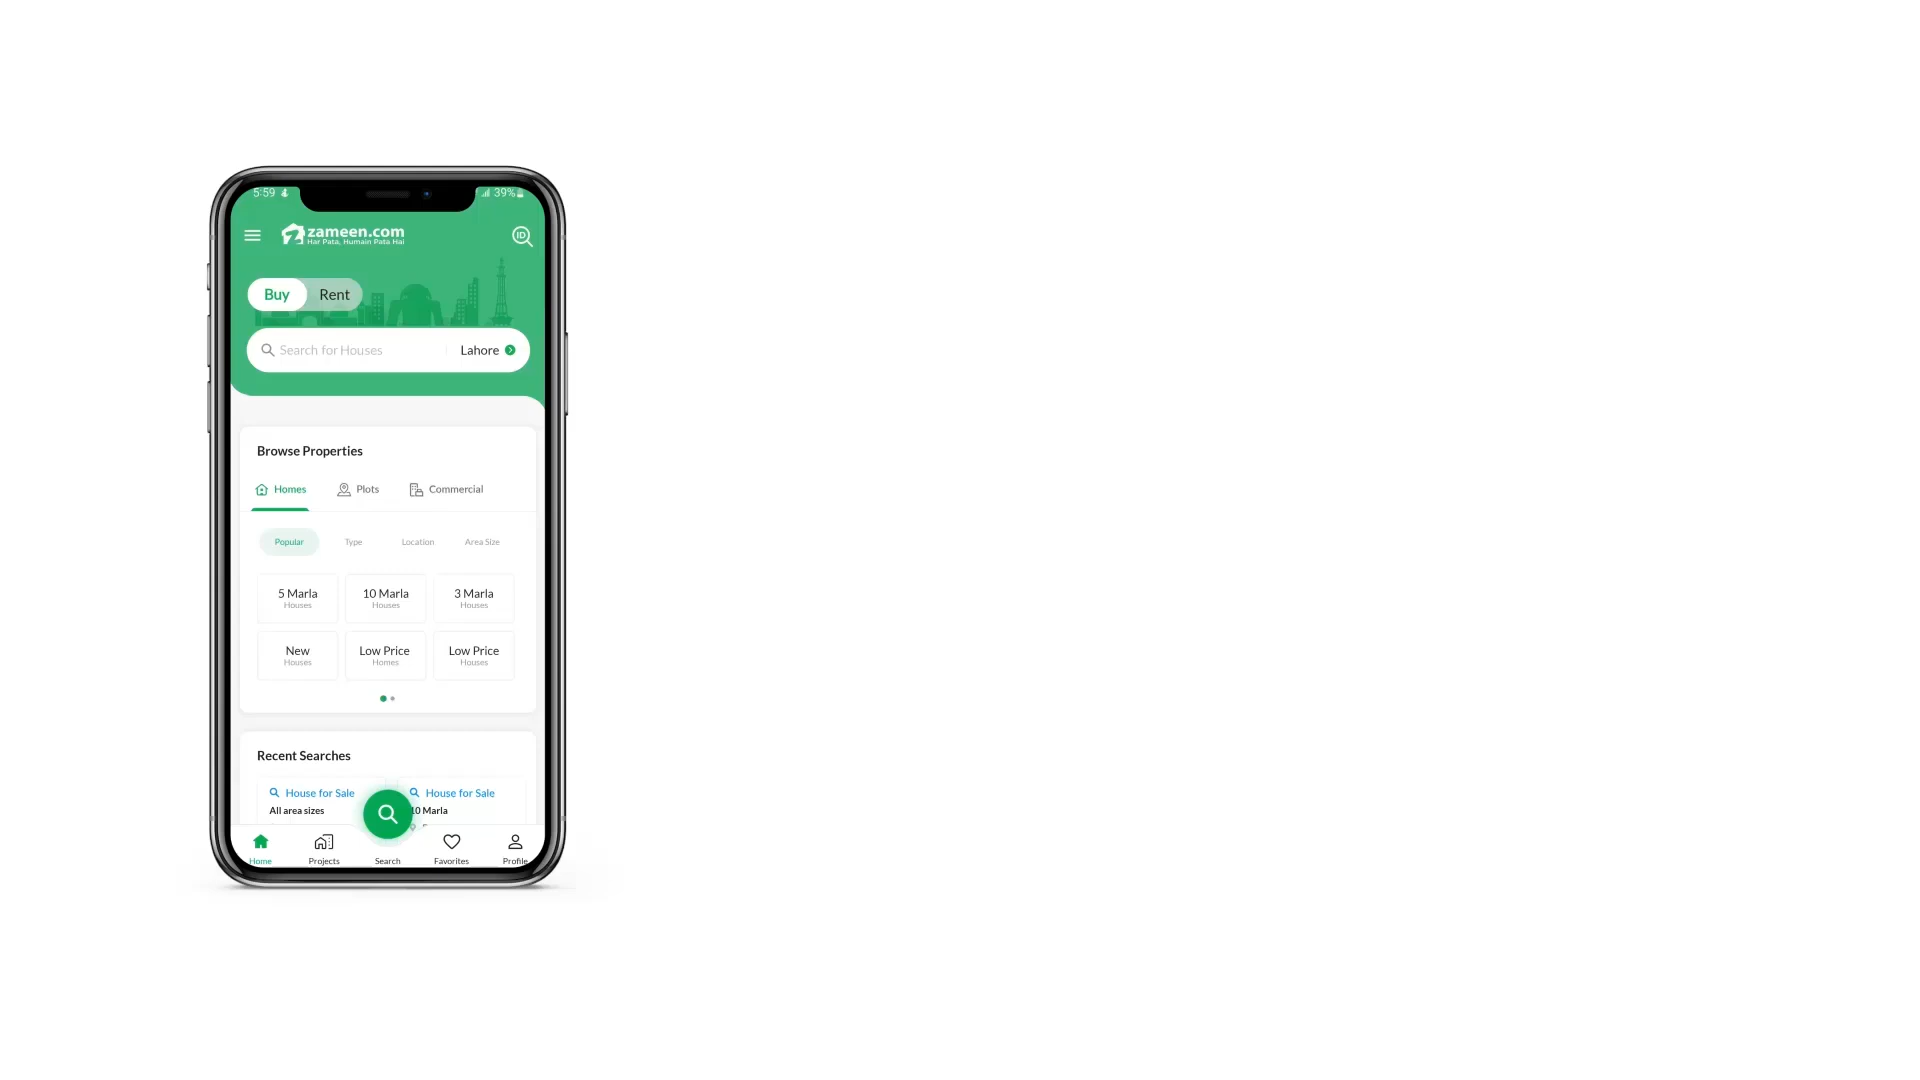 5:59
39%
zameen.com
Har Pata, Humain Pata Hai
ID
Buy Rent
Search for Houses Lahore
Browse Properties
Homes Plots Commercial
Popular Type Location Area Size
5 Marla 10 Marla 3 Marla
Houses Houses Houses
New Low Price Low Price
Houses Homes Houses
Recent Searches
House for Sale House for Sale
All area sizes 10 Marla
Home Projects Search Favorites Profile